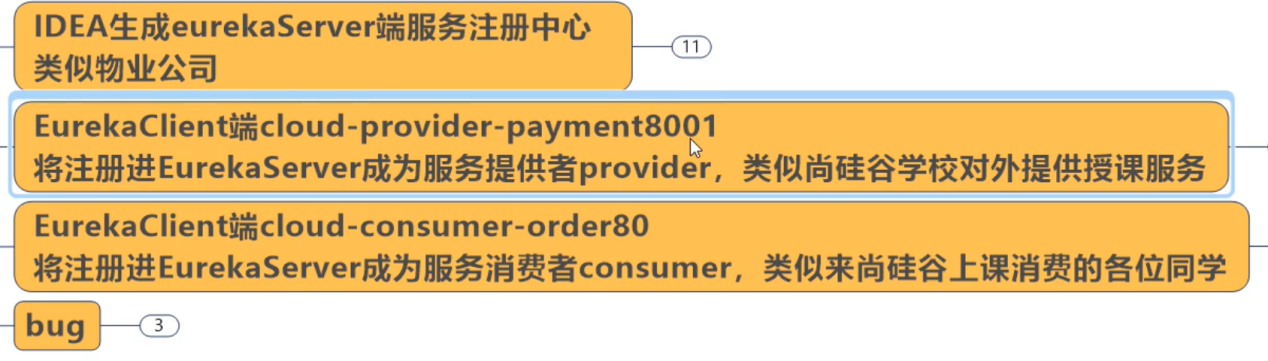 IDEA生成eurekaServer端服务注册中心
类似物业公司
11
EurekaClient端cloud-provider-payment8001
将注册进EurekaServer成为服务提供者provider，类似尚硅谷学校对外提供授课服务
EurekaClient端cloud-consumer-order80
将注册进EurekaServer成为服务消费者consumer，类似来尚硅谷上课消费的各位同学
bug
3